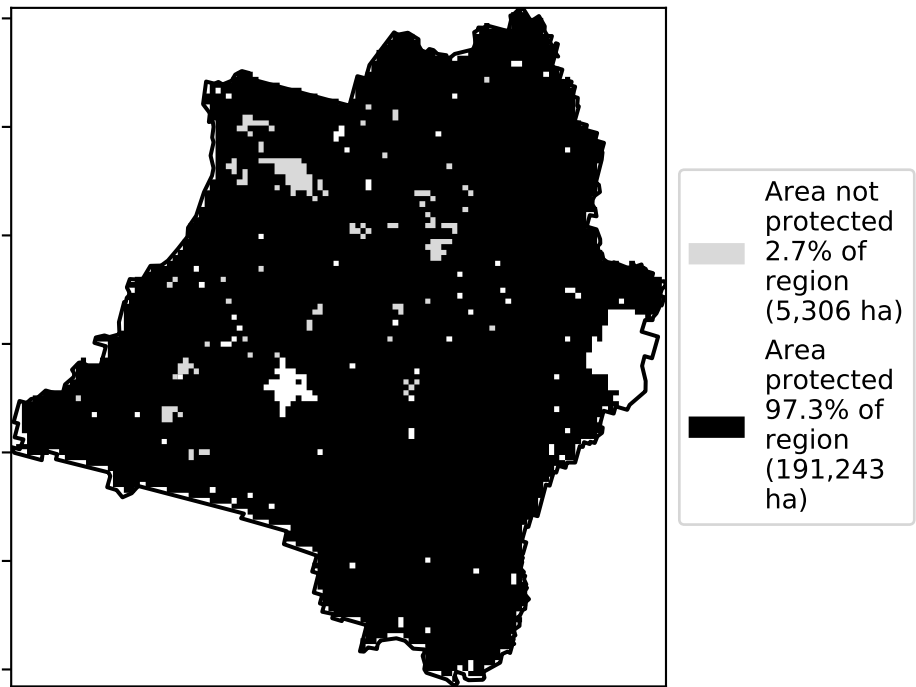 Area not
protected
2.7% of
region
(5,306 ha)
Area
protected
97.3% of
region
(191,243
ha)